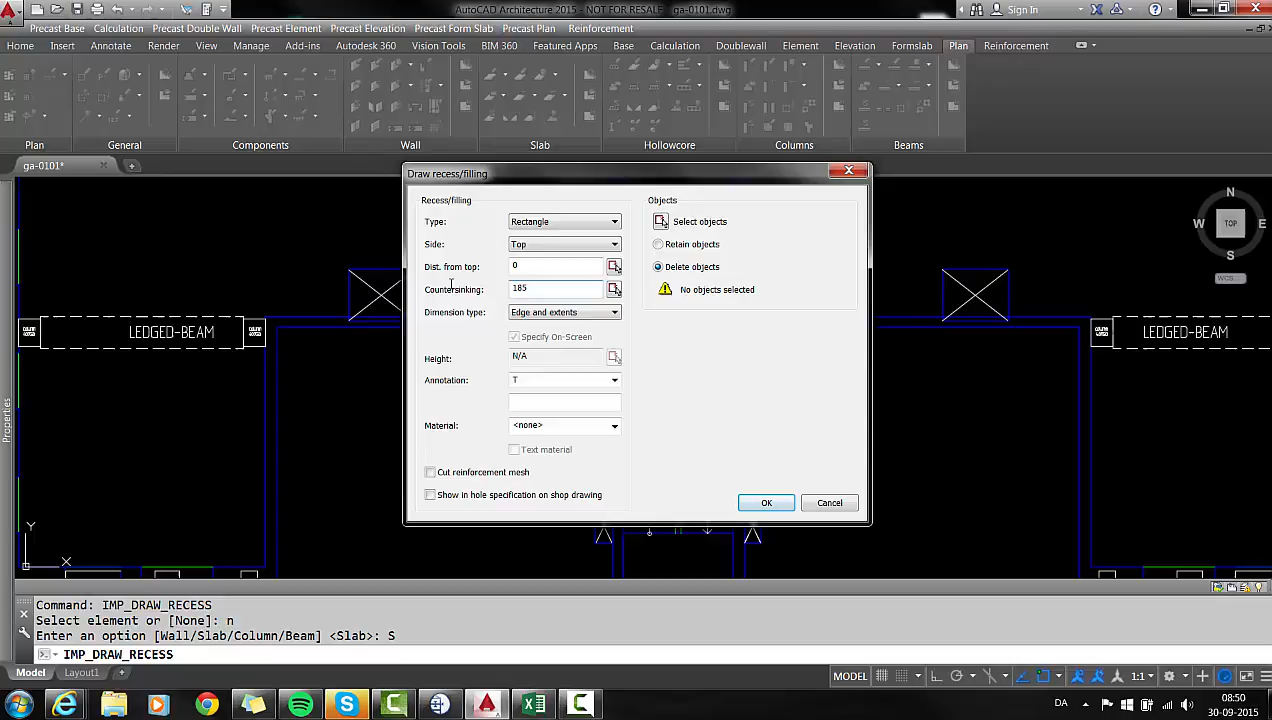 AutoCAD Architecture 2015 - NOT FOR RESALE ga-0101.dwg
Sign In
Precast Base Calculation Precast Double Wall Precast Element Precast Elevation Precast Form Slab Precast Plan Reinforcement
Home Insert Annotate Render View Manage Add-ins Autodesk 360 Vision Tools BIM 360 Featured Apps Base Calculation Doublewall Element Elevation Formslab Plan Reinforcement
Plan General Components Wall Slab Hollowcore Columns Beams
ga-0101*
Draw recess/filling
Recess/filling
Objects
Type: Rectangle
Select objects
Side: Top
Retain objects
Dist. from top: 0
Delete objects
Countersinking: 185
No objects selected
Dimension type: Edge and extents
Specify On-Screen
Height: N/A
Annotation: T
Material: <none>
Text material
Cut reinforcement mesh
Show in hole specification on shop drawing
OK Cancel
N
W TOP E
S
WCS
LEDGED-BEAM
LEDGED-BEAM
Y
X
Properties
Command: IMP_DRAW_RECESS
Select element or [None]: n
Enter an option [Wall/Slab/Column/Beam] <Slab>: S
IMP_DRAW_RECESS
Model Layout1
MODEL 1:1
DA 08:50
30-09-2015